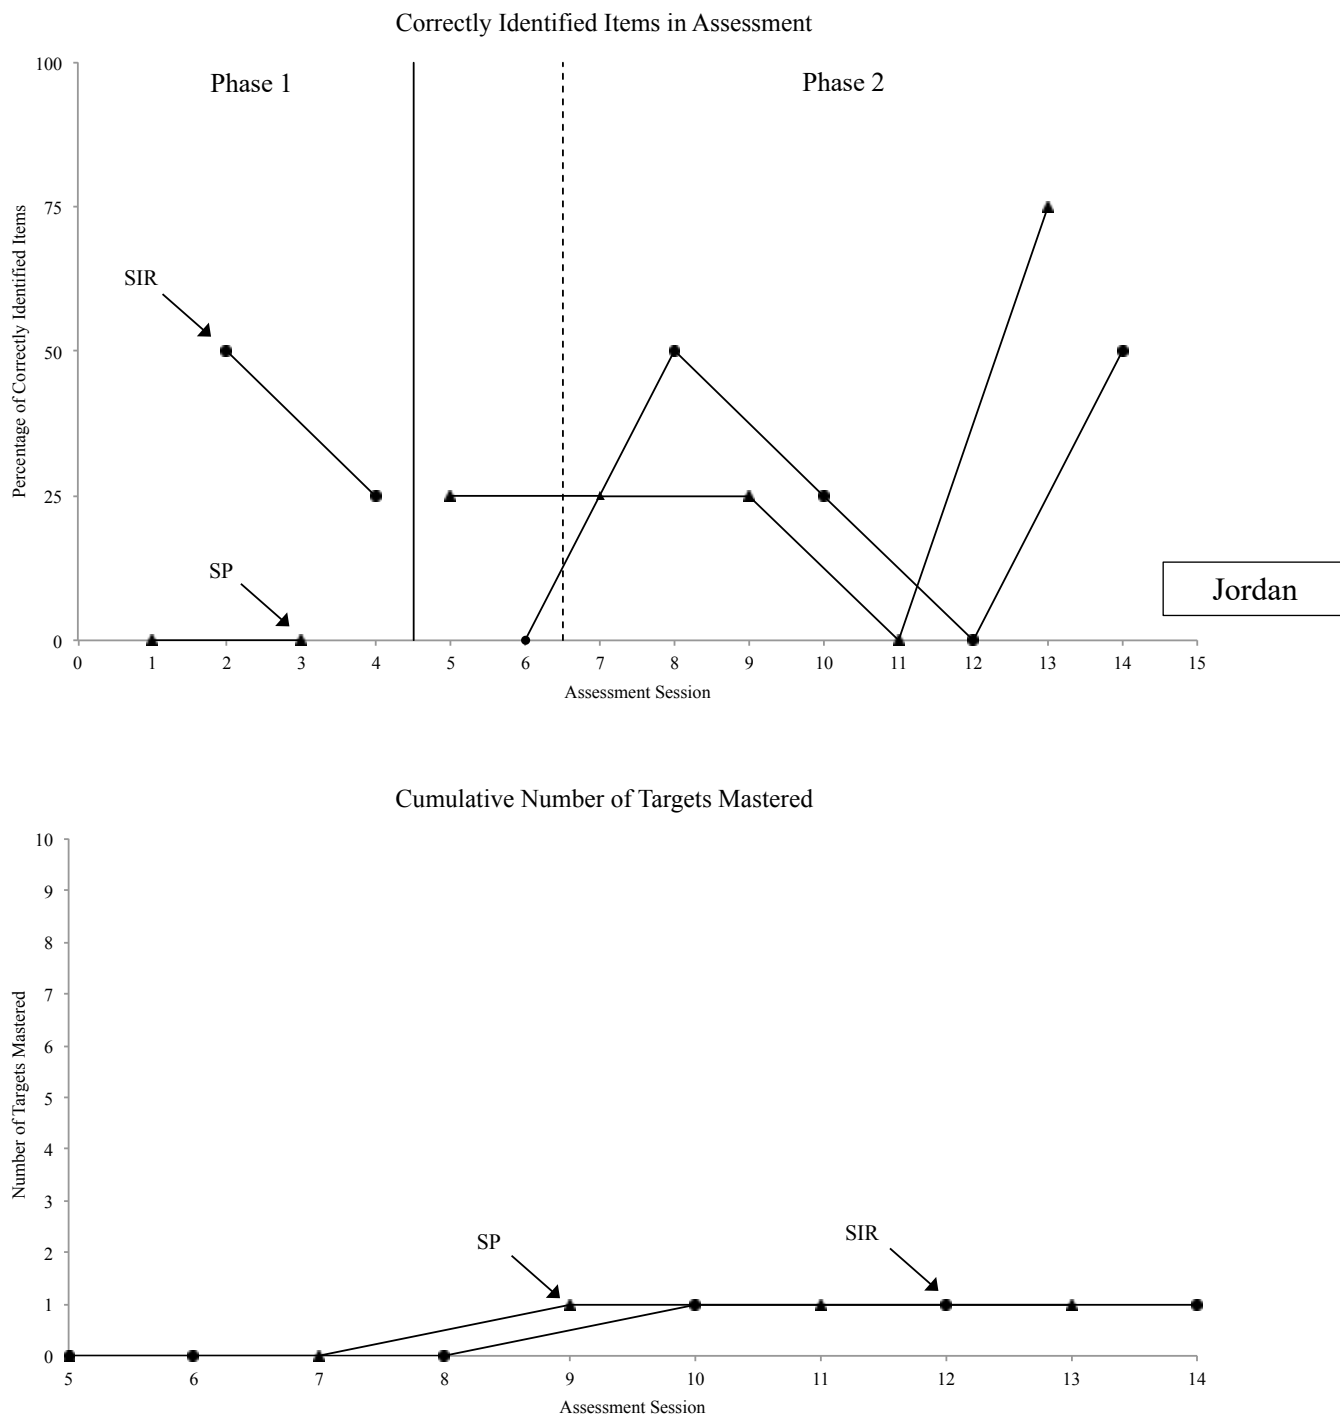 Correctly Identified Items in Assessment
100
Phase 1
Phase 2
75
Percentage of Correctly Identified Items
SIR
50
25
SP
Jordan
0
0 1 2 3 4 5 6 7 8 9 10 11 12 13 14 15
Assessment Session
Cumulative Number of Targets Mastered
10
9
8
7
Number of Targets Mastered
6
5
4
3
SP
SIR
2
1
0
5 6 7 8 9 10 11 12 13 14
Assessment Session